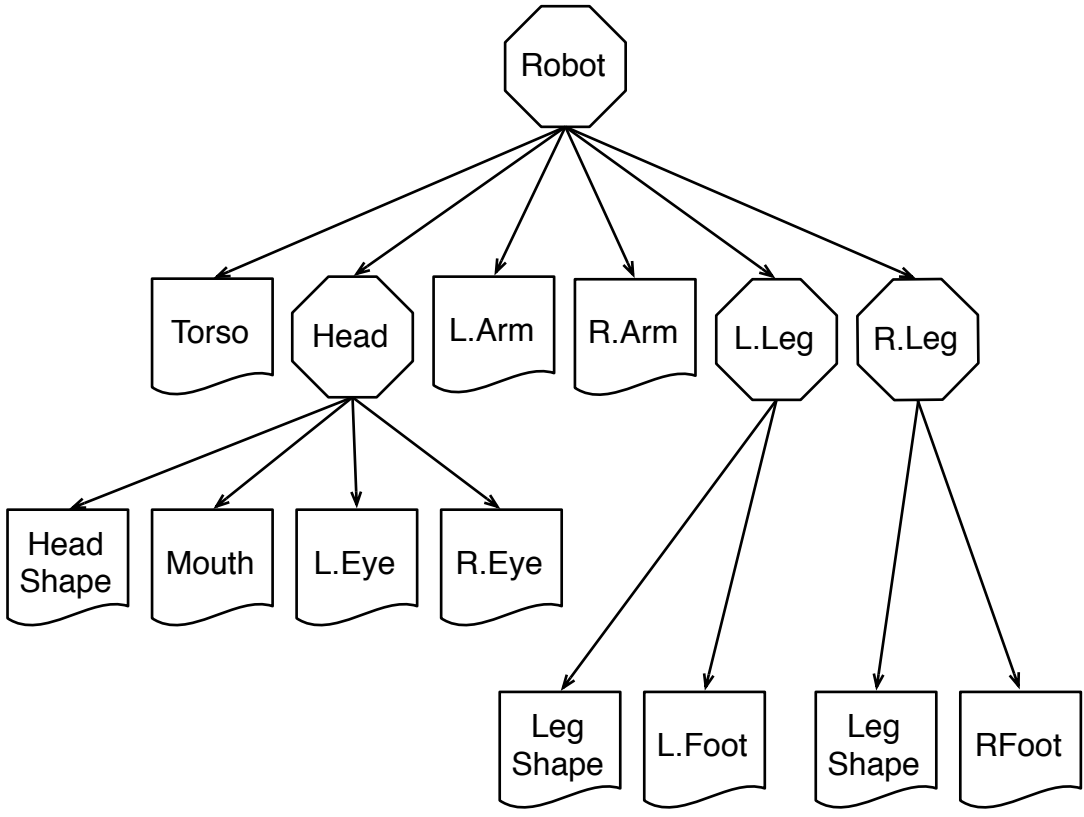 Robot
Torso
Head
L.Arm
R.Arm
L.Leg
R.Leg
Head
Shape
Mouth
L.Eye
R.Eye
Leg
Shape
L.Foot
Leg
Shape
RFoot